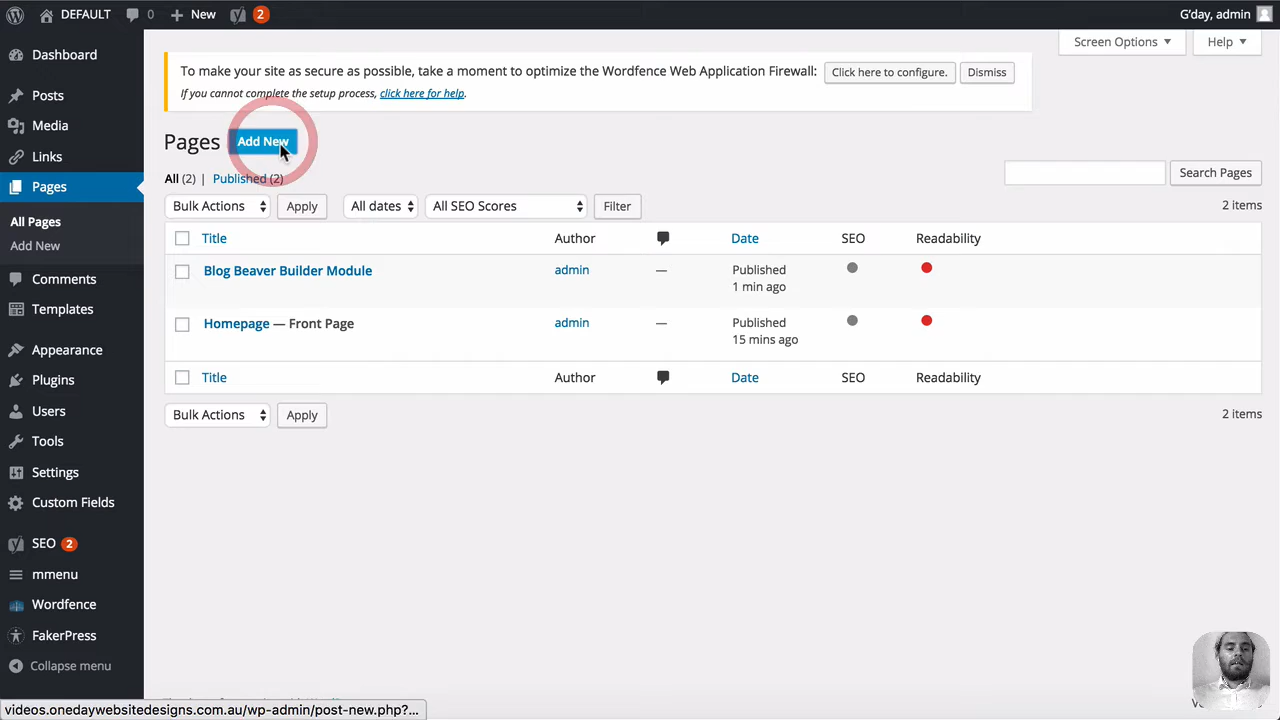 DEFAULT 0 New 2 G'day, admin
Screen Options Help
To make your site as secure as possible, take a moment to optimize the Wordfence Web Application Firewall: Click here to configure. Dismiss
If you cannot complete the setup process, click here for help.
Dashboard
Posts
Media
Links
Pages
All Pages
Add New
Comments
Templates
Appearance
Plugins
Users
Tools
Settings
Custom Fields
SEO 2
mmenu
Wordfence
FakerPress
Collapse menu
Pages Add New
All (2) | Published (2)
Search Pages
Bulk Actions Apply All dates All SEO Scores Filter 2 items
Title Author Date SEO Readability
Blog Beaver Builder Module admin — Published
1 min ago
Homepage — Front Page admin — Published
15 mins ago
Title Author Date SEO Readability
Bulk Actions Apply 2 items
videos.onedaywebsitedesigns.com.au/wp-admin/post-new.php?...